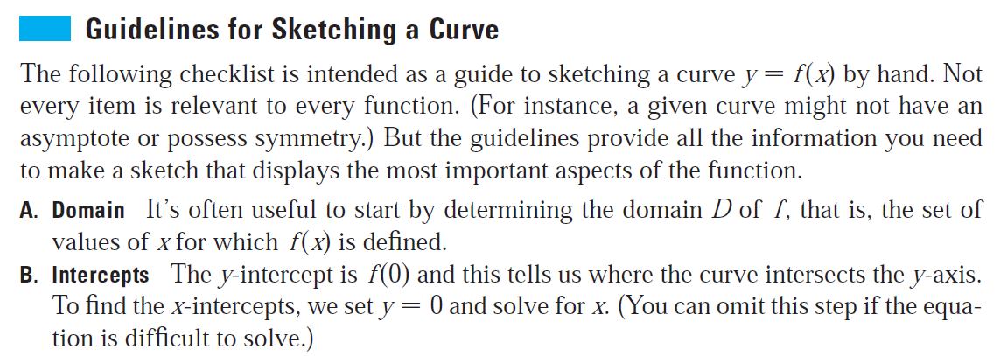 Guidelines for Sketching a Curve
The following checklist is intended as a guide to sketching a curve y = f(x) by hand. Not
every item is relevant to every function. (For instance, a given curve might not have an
asymptote or possess symmetry.) But the guidelines provide all the information you need
to make a sketch that displays the most important aspects of the function.
A. Domain It's often useful to start by determining the domain D of f, that is, the set of
values of x for which f(x) is defined.
B. Intercepts The y-intercept is f(0) and this tells us where the curve intersects the y-axis.
To find the x-intercepts, we set y = 0 and solve for x. (You can omit this step if the equa-
tion is difficult to solve.)